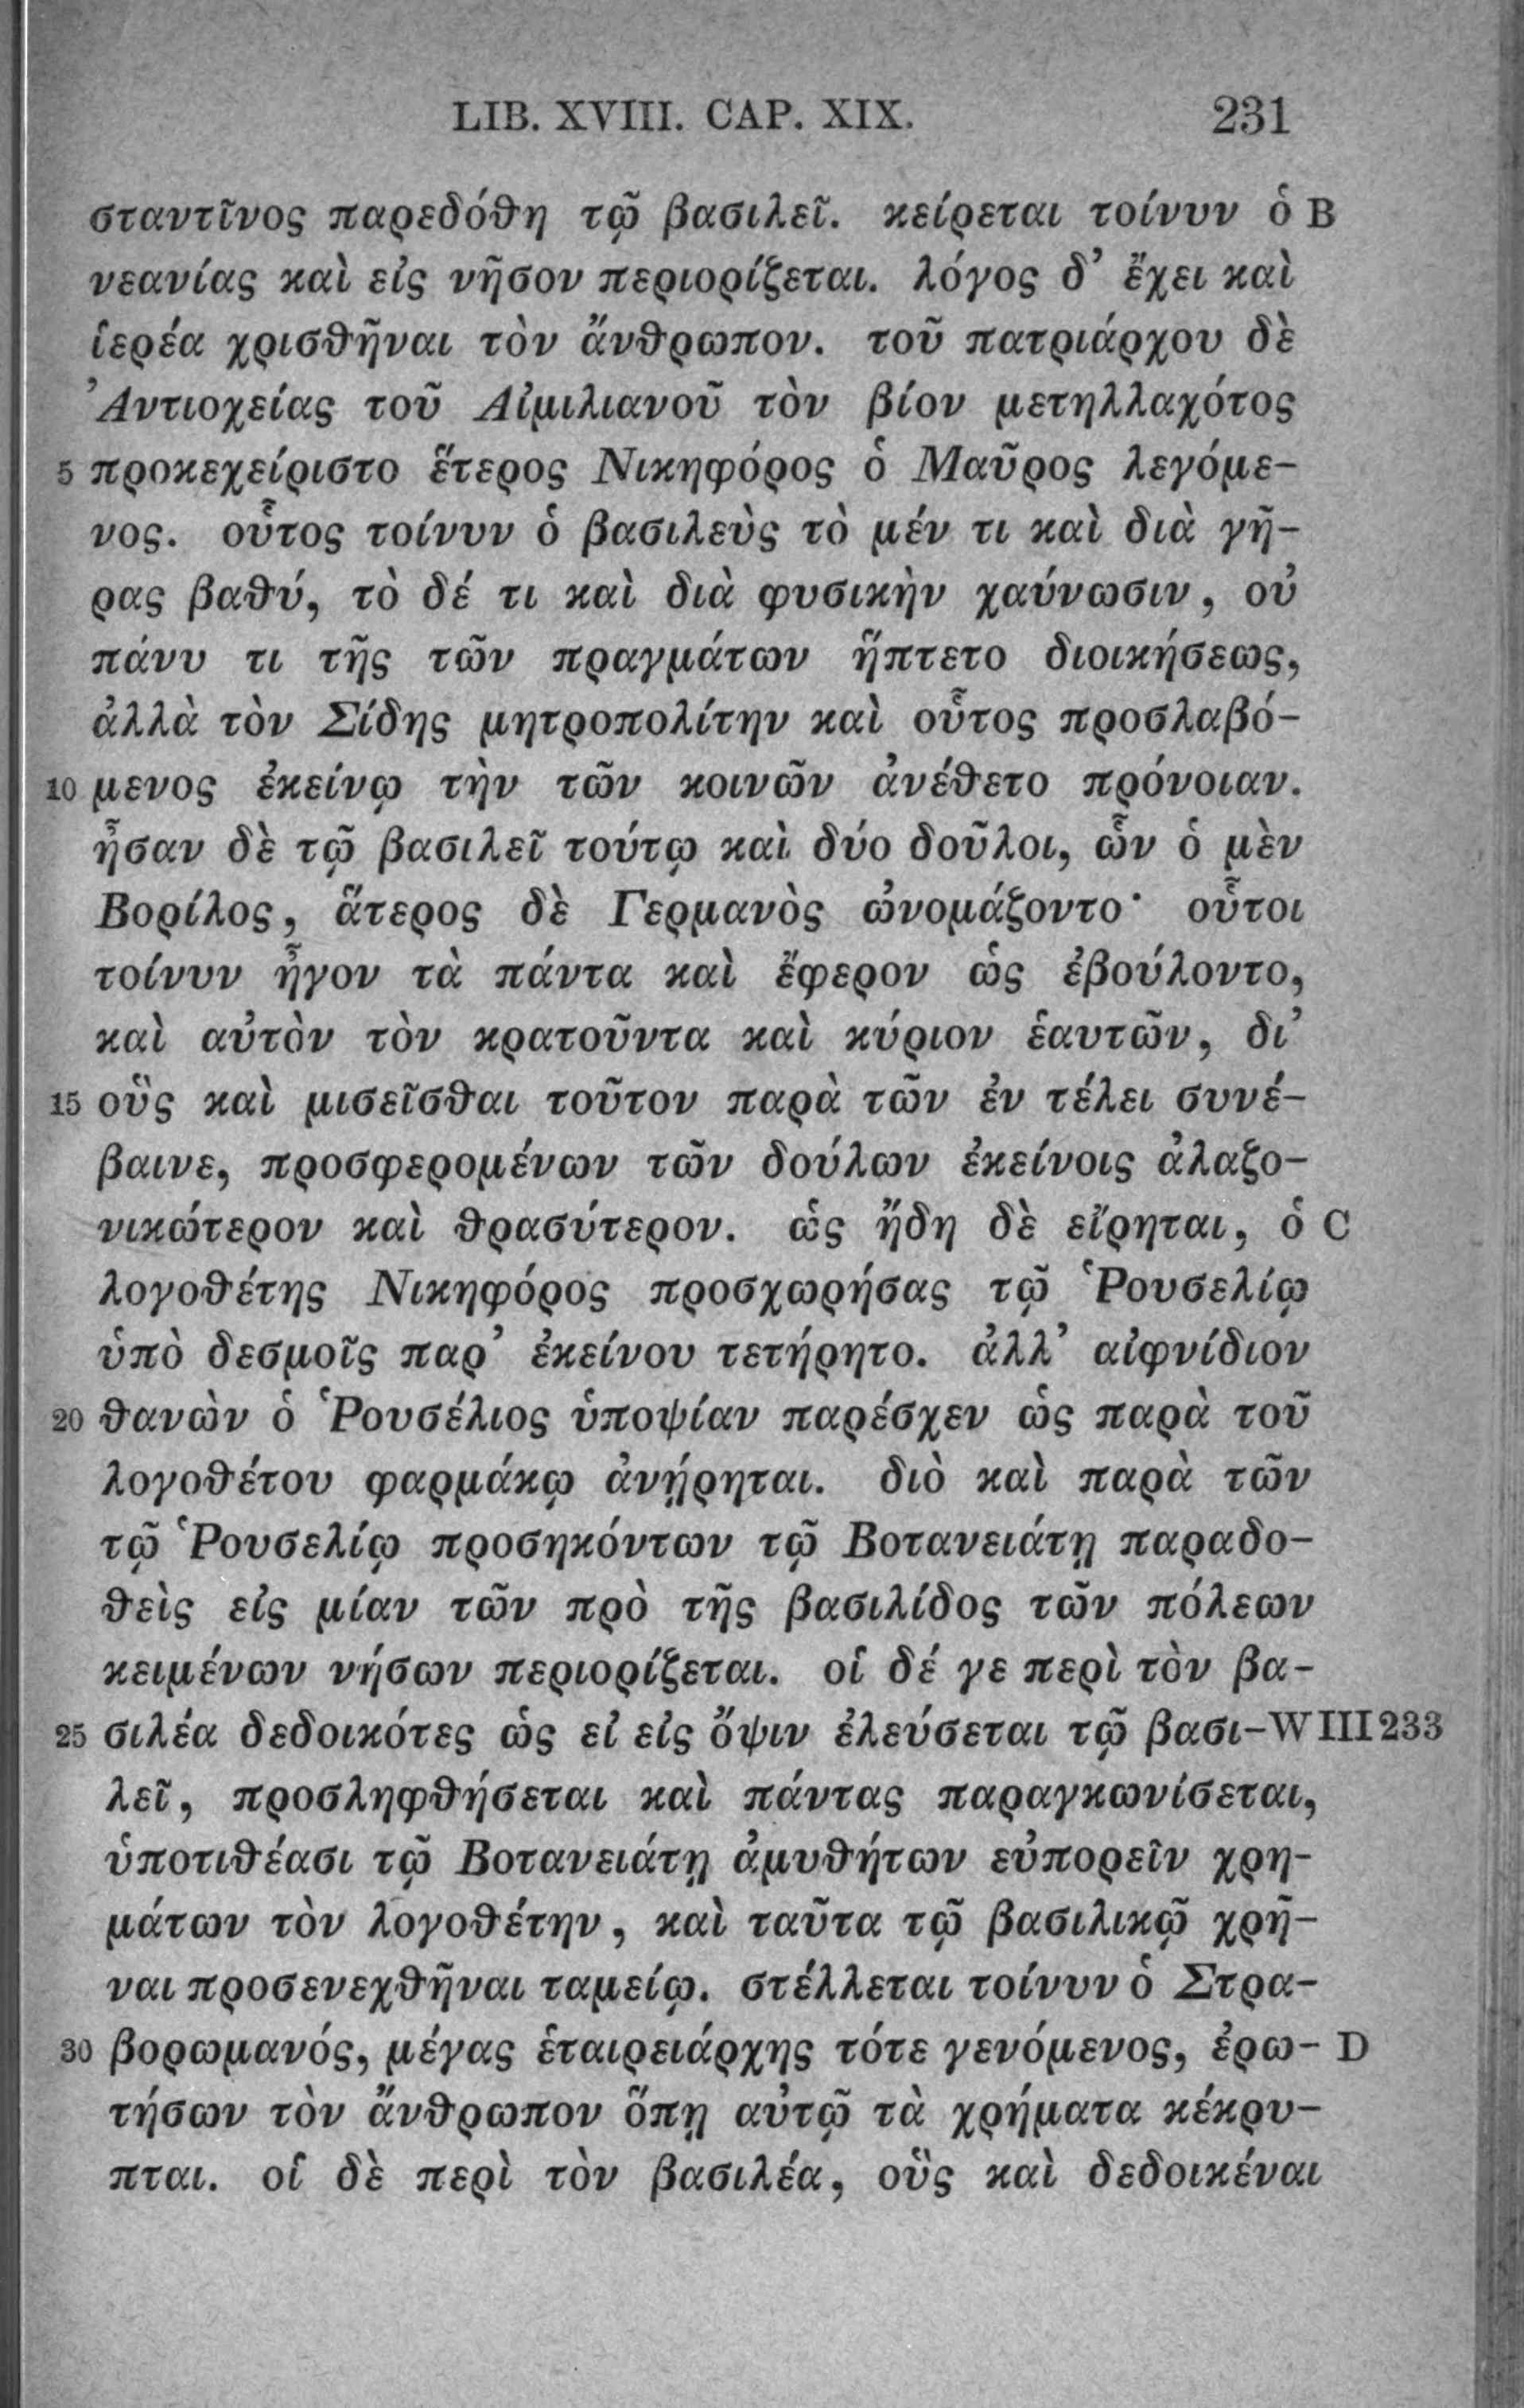 LIB. XVIII. CAP. XIX. 231
σταντῖνος παρεδόθη τῷ βασιλεῖ. κείρεται τοίνυν ὁ B
νεανίας καὶ εἰς νῆσον περιορίζεται. λόγος δ’ ἔχει καὶ
ἱερέα χρισθῆναι τὸν ἄνθρωπον. τοῦ πατριάρχου δὲ
Ἀντιοχείας τοῦ Αἰμιλιανοῦ τὸν βίον μετηλλαχότος
5 προκεχείριστο ἕτερος Νικηφόρος ὁ Μαῦρος λεγόμε-
νος. οὗτος τοίνυν ὁ βασιλεὺς τὸ μέν τι καὶ διὰ γῆ-
ρας βαθύ, τὸ δέ τι καὶ διὰ φυσικὴν χαύνωσιν, οὐ
πάνυ τι τῆς τῶν πραγμάτων ἥπτετο διοικήσεως,
ἀλλὰ τὸν Σίδης μητροπολίτην καὶ οὗτος προσλαβό-
10 μενος ἐκείνῳ τὴν τῶν κοινῶν ἀνέθετο πρόνοιαν.
ἦσαν δὲ τῷ βασιλεῖ τούτῳ καὶ δύο δοῦλοι, ὧν ὁ μὲν
Βορίλος, ἅτερος δὲ Γερμανὸς ὠνομάζοντο· οὗτοι
τοίνυν ἦγον τὰ πάντα καὶ ἔφερον ὡς ἐβούλοντο,
καὶ αὐτὸν τὸν κρατοῦντα καὶ κύριον ἑαυτῶν, δι’
15 οὓς καὶ μισεῖσθαι τοῦτον παρὰ τῶν ἐν τέλει συνέ-
βαινε, προσφερομένων τῶν δούλων ἐκείνοις ἀλαζο-
νικώτερον καὶ θρασύτερον. ὡς ἤδη δὲ εἴρηται, ὁ C
λογοθέτης Νικηφόρος προσχωρήσας τῷ Ῥουσελίῳ
ὑπὸ δεσμοῖς παρ’ ἐκείνου τετήρητο. ἀλλ’ αἰφνίδιον
20 θανὼν ὁ Ῥουσέλιος ὑποψίαν παρέσχεν ὡς παρὰ τοῦ
λογοθέτου φαρμάκῳ ἀνῄρηται. διὸ καὶ παρὰ τῶν
τῷ Ῥουσελίῳ προσηκόντων τῷ Βοτανειάτῃ παραδο-
θεὶς εἰς μίαν τῶν πρὸ τῆς βασιλίδος τῶν πόλεων
κειμένων νήσων περιορίζεται. οἱ δέ γε περὶ τὸν βα-
25 σιλέα δεδοικότες ὡς εἰ εἰς ὄψιν ἐλεύσεται τῷ βασι- W III 233
λεῖ, προσληφθήσεται καὶ πάντας παραγκωνίσεται,
ὑποτιθέασι τῷ Βοτανειάτῃ ἀμυθήτων εὐπορεῖν χρη-
μάτων τὸν λογοθέτην, καὶ ταῦτα τῷ βασιλικῷ χρῆ-
ναι προσενεχθῆναι ταμείῳ. στέλλεται τοίνυν ὁ Στρα-
30 βορωμανός, μέγας ἑταιρειάρχης τότε γενόμενος, ἐρω- D
τήσων τὸν ἄνθρωπον ὅπῃ αὐτῷ τὰ χρήματα κέκρυ-
πται. οἱ δὲ περὶ τὸν βασιλέα, οὓς καὶ δεδοικέναι